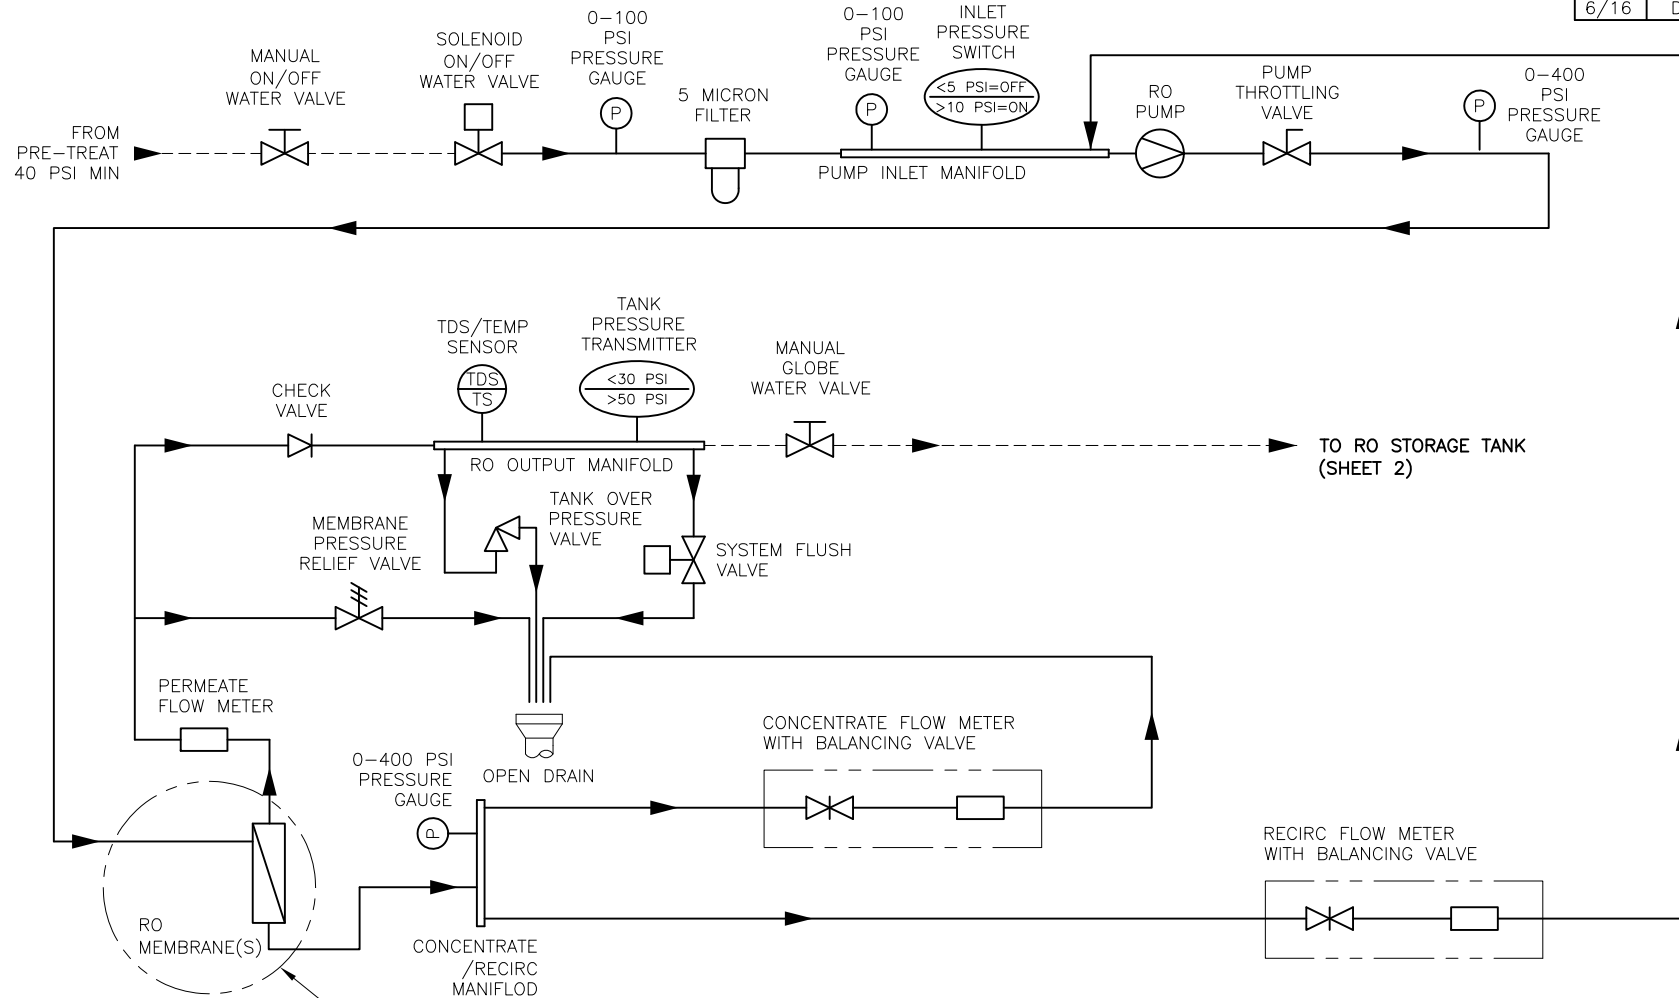 6/16
D
0-100
PSI
PRESSURE
GAUGE
0-100
PSI
PRESSURE
GAUGE
INLET
PRESSURE
SWITCH
SOLENOID
ON/OFF
WATER VALVE
MANUAL
ON/OFF
WATER VALVE
5 MICRON
FILTER
P
P
<5 PSI=OFF
>10 PSI=ON
RO
PUMP
PUMP
THROTTLING
VALVE
P
0-400
PSI
PRESSURE
GAUGE
FROM
PRE-TREAT
40 PSI MIN
PUMP INLET MANIFOLD
TDS/TEMP
SENSOR
TANK
PRESSURE
TRANSMITTER
MANUAL
GLOBE
WATER VALVE
CHECK
VALVE
TDS
TS
<30 PSI
>50 PSI
RO OUTPUT MANIFOLD
TO RO STORAGE TANK
(SHEET 2)
TANK OVER
PRESSURE
VALVE
MEMBRANE
PRESSURE
RELIEF VALVE
SYSTEM FLUSH
VALVE
PERMEATE
FLOW METER
0-400 PSI
PRESSURE
GAUGE
OPEN DRAIN
CONCENTRATE FLOW METER
WITH BALANCING VALVE
P
RECIRC FLOW METER
WITH BALANCING VALVE
RO
MEMBRANE(S)
CONCENTRATE
/RECIRC
MANIFLOD